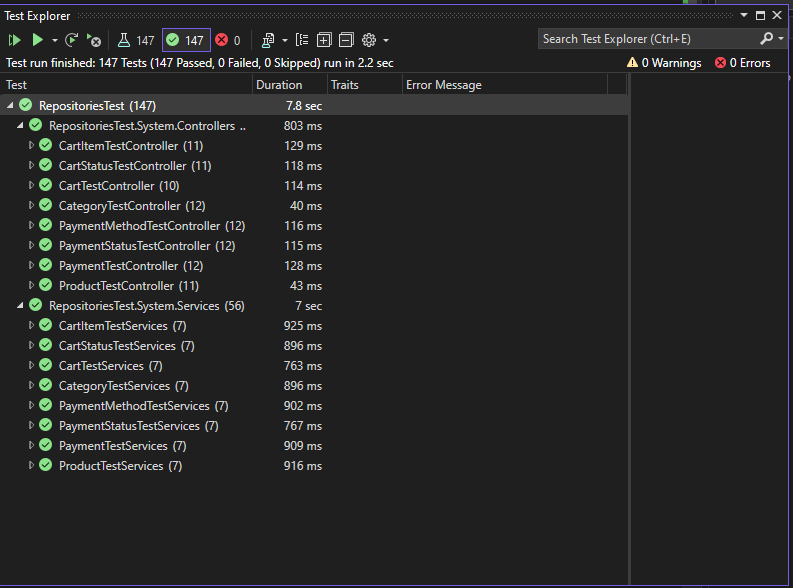 Test Explorer
147 147 0
Search Test Explorer (Ctrl+E)
Test run finished: 147 Tests (147 Passed, 0 Failed, 0 Skipped) run in 2.2 sec 0 Warnings 0 Errors
Test Duration Traits Error Message
RepositoriesTest (147) 7.8 sec
RepositoriesTest.System.Controllers .. 803 ms
CartItemTestController (11) 129 ms
CartStatusTestController (11) 118 ms
CartTestController (10) 114 ms
CategoryTestController (12) 40 ms
PaymentMethodTestController (12) 116 ms
PaymentStatusTestController (12) 115 ms
PaymentTestController (12) 128 ms
ProductTestController (11) 43 ms
RepositoriesTest.System.Services (56) 7 sec
CartItemTestServices (7) 925 ms
CartStatusTestServices (7) 896 ms
CartTestServices (7) 763 ms
CategoryTestServices (7) 896 ms
PaymentMethodTestServices (7) 902 ms
PaymentStatusTestServices (7) 767 ms
PaymentTestServices (7) 909 ms
ProductTestServices (7) 916 ms